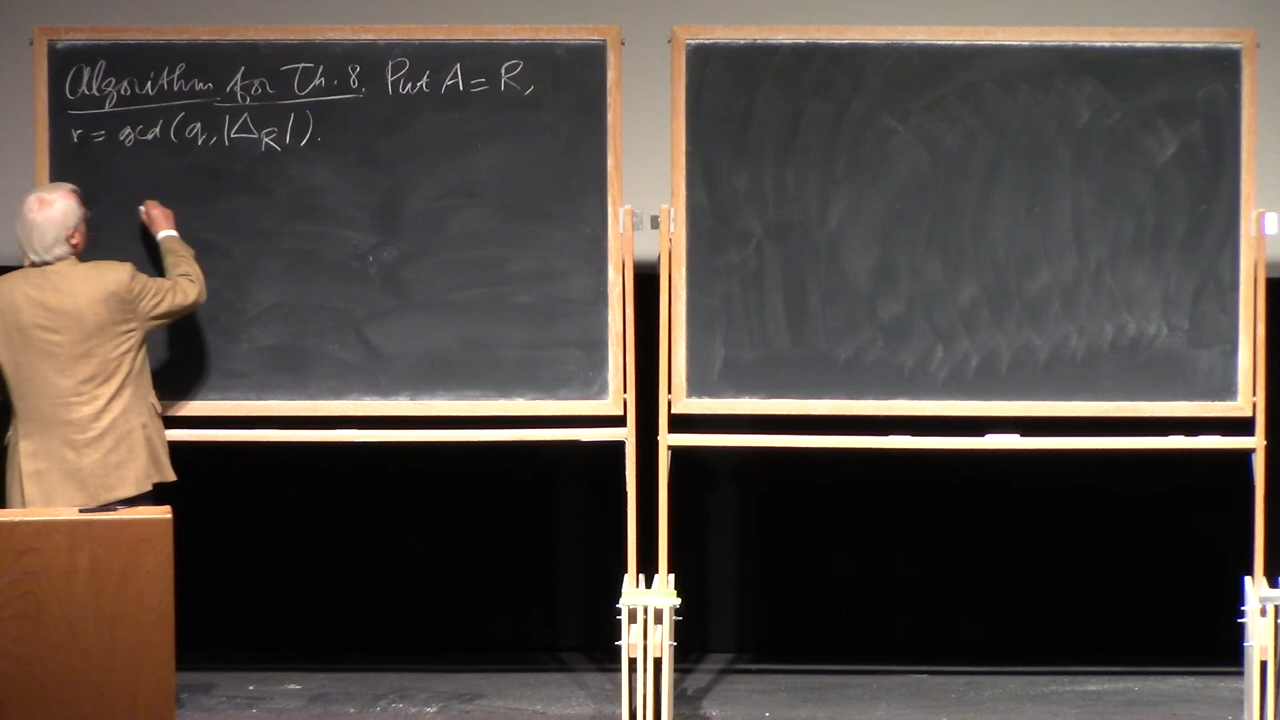 Algorithm for Th. 8. Put A = R,
r = gcd(q, |Δ_R|).